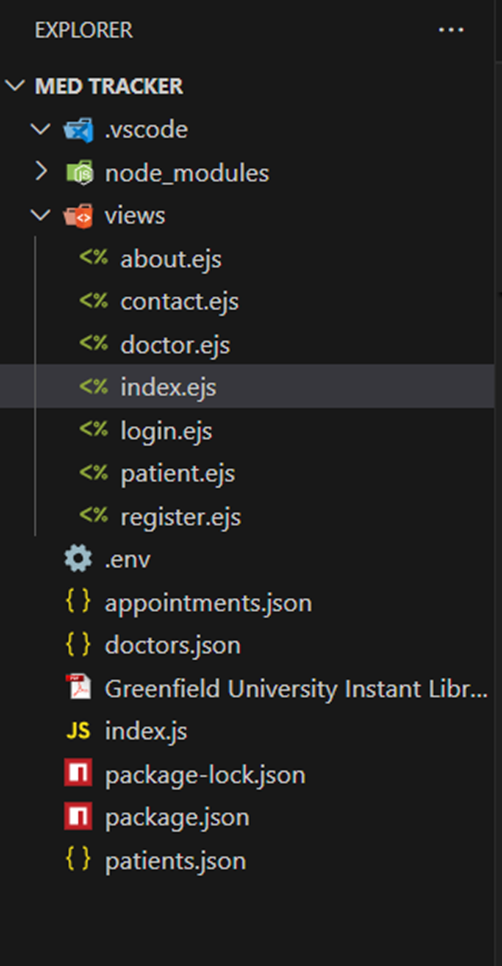 EXPLORER ...
MED TRACKER
.vscode
node_modules
views
<% about.ejs
<% contact.ejs
<% doctor.ejs
<% index.ejs
<% login.ejs
<% patient.ejs
<% register.ejs
.env
{} appointments.json
{} doctors.json
Greenfield University Instant Libr...
JS index.js
package-lock.json
package.json
{} patients.json